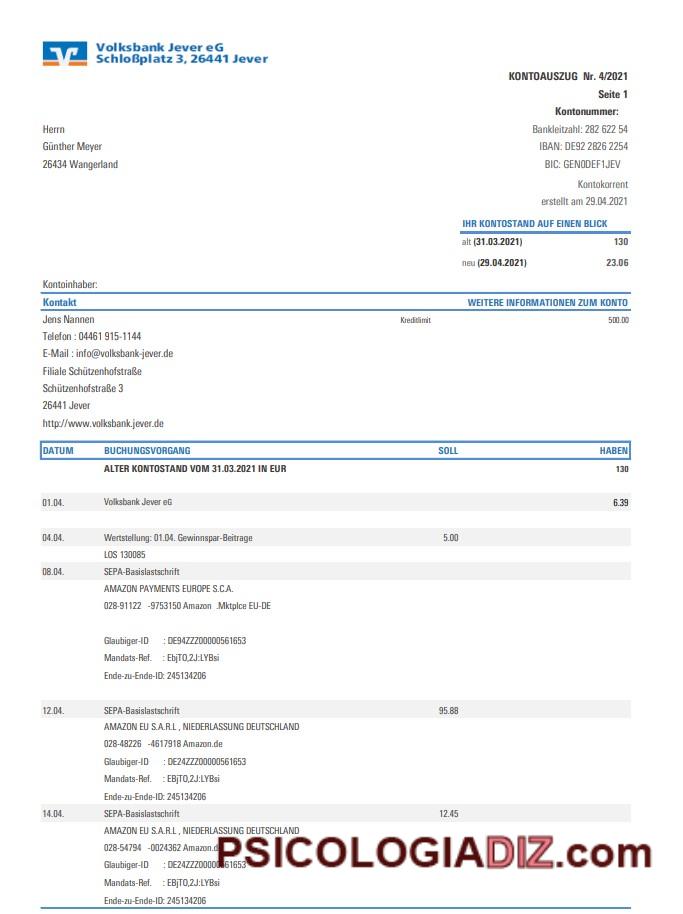 Volksbank Jever eG
Schloßplatz 3, 26441 Jever
KONTOAUSZUG Nr. 4/2021
Seite 1
Kontonummer:
Herrn
Bankleitzahl: 282 622 54
Günther Meyer
IBAN: DE92 2826 2254
26434 Wangerland
BIC: GENODEF1JEV
Kontokorrent
erstellt am 29.04.2021
IHR KONTOSTAND AUF EINEN BLICK
alt (31.03.2021) 130
neu (29.04.2021) 23.06
Kontoinhaber:
Kontakt WEITERE INFORMATIONEN ZUM KONTO
Jens Nannen Kreditlimit 500.00
Telefon : 04461 915-1144
E-Mail : info@volksbank-jever.de
Filiale Schützenhofstraße
Schützenhofstraße 3
26441 Jever
http://www.volksbank.jever.de
DATUM BUCHUNGSVORGANG SOLL HABEN
ALTER KONTOSTAND VOM 31.03.2021 IN EUR 130
01.04. Volksbank Jever eG 6.39
04.04. Wertstellung: 01.04. Gewinnspar-Beitrage 5.00
LOS 130085
08.04. SEPA-Basislastschrift
AMAZON PAYMENTS EUROPE S.C.A.
028-91122 -9753150 Amazon .Mktplce EU-DE
Glaubiger-ID : DE94ZZZ00000561653
Mandats-Ref. : EbjTO,2J:LYBsi
Ende-zu-Ende-ID: 245134206
12.04. SEPA-Basislastschrift 95.88
AMAZON EU S.A.R.L , NIEDERLASSUNG DEUTSCHLAND
028-48226 -4617918 Amazon.de
Glaubiger-ID : DE24ZZZ00000561653
Mandats-Ref. : EBjTO,2J:LYBsi
Ende-zu-Ende-ID: 245134206
14.04. SEPA-Basislastschrift 12.45
AMAZON EU S.A.R.L , NIEDERLASSUNG DEUTSCHLAND
028-54794 -0024362 Amazon.d
PSICOLOGIADIZ.com
Glaubiger-ID : DE24ZZZ00000561653
Mandats-Ref. : EBjTO,2J:LYBsi
Ende-zu-Ende-ID: 245134206